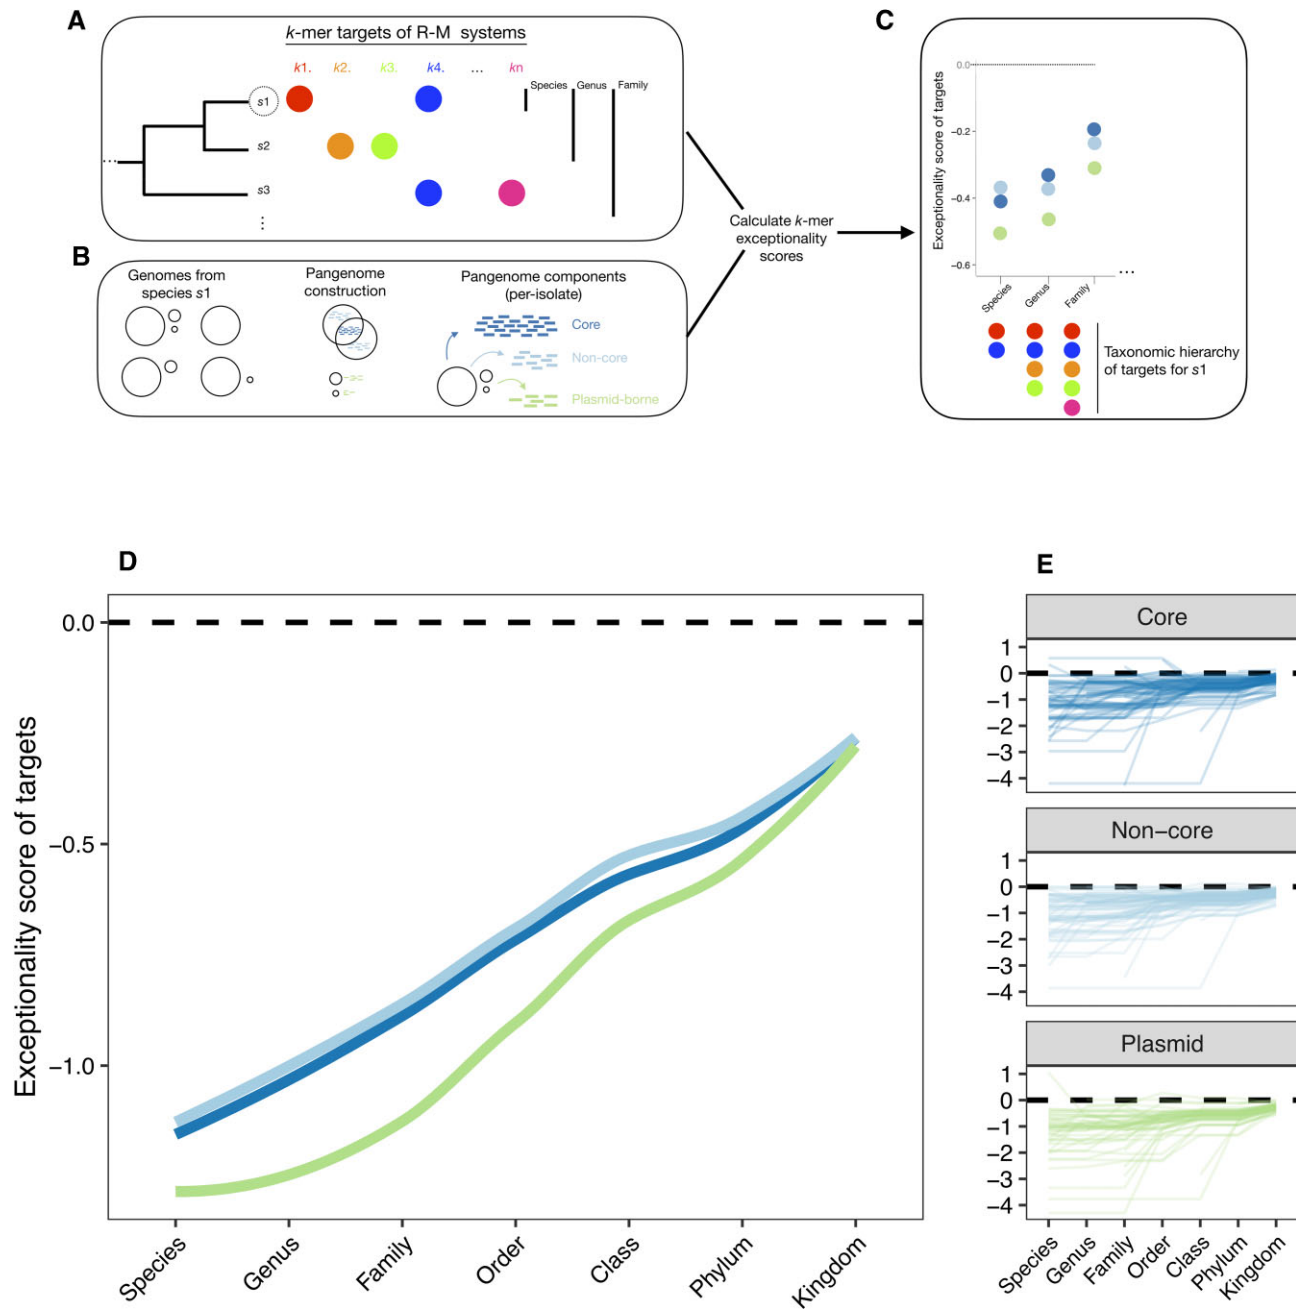 A
k-mer targets of R-M systems
k1. k2. k3. k4. ... kn
Species Genus Family
s1
s2
s3
...
⋮
B
Genomes from
species s1
Pangenome
construction
Pangenome components
(per-isolate)
Core
Non-core
Plasmid-borne
Calculate k-mer
exceptionality
scores
C
Exceptionality score of targets
0.0
−0.2
−0.4
−0.6
...
Species
Genus
Family
Taxonomic hierarchy
of targets for s1
D
Exceptionality score of targets
0.0
−0.5
−1.0
Species
Genus
Family
Order
Class
Phylum
Kingdom
E
Core
1
0
−1
−2
−3
−4
Non−core
1
0
−1
−2
−3
−4
Plasmid
1
0
−1
−2
−3
−4
Species
Genus
Family
Order
Class
Phylum
Kingdom